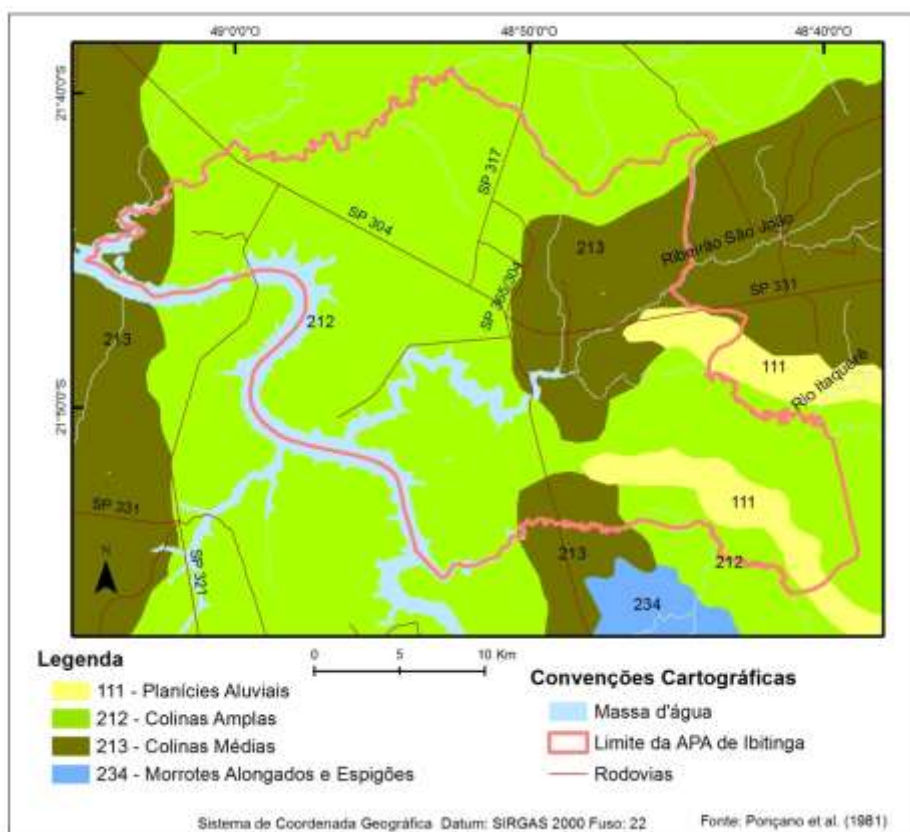 49°0'0"O 48°50'0"O 48°40'0"O
21°40'0"S
SP 317
SP 304
213
Ribeirão São João
SP 331
SP 366/304
212
213
111
Rio Itaquerê
21°50'0"S
111
SP 331
SP 321
213
212
234
N
Legenda
111 - Planícies Aluviais
212 - Colinas Amplas
213 - Colinas Médias
234 - Morrotes Alongados e Espigões
0 5 10 Km
Convenções Cartográficas
Massa d'água
Limite da APA de Ibitinga
Rodovias
Sistema de Coordenada Geográfica Datum: SIRGAS 2000 Fuso: 22 Fonte: Ponçano et al. (1981)